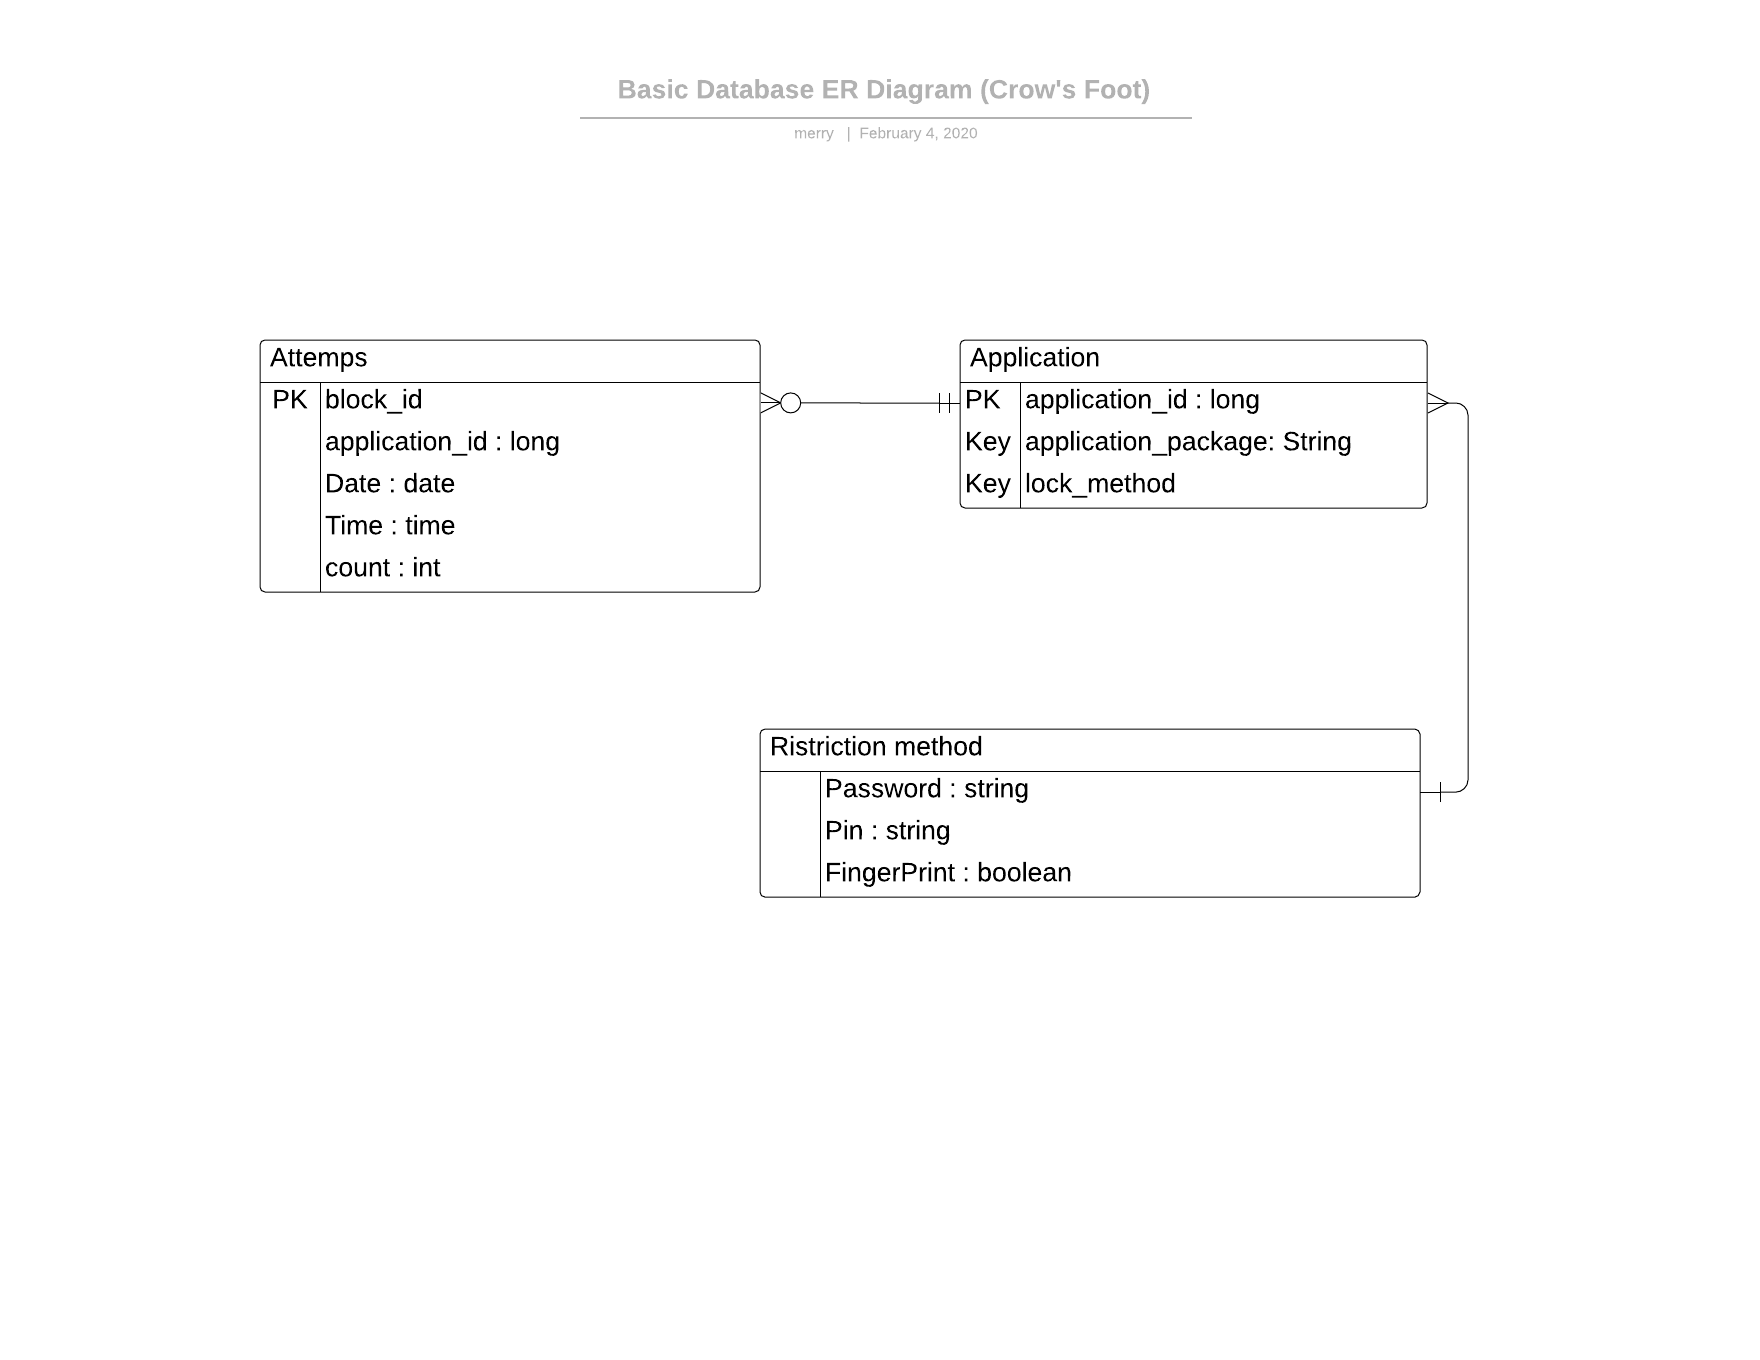 Basic Database ER Diagram (Crow's Foot)
merry | February 4, 2020
Attemps
PK block_id
application_id : long
Date : date
Time : time
count : int
Application
PK application_id : long
Key application_package: String
Key lock_method
Ristriction method
Password : string
Pin : string
FingerPrint : boolean